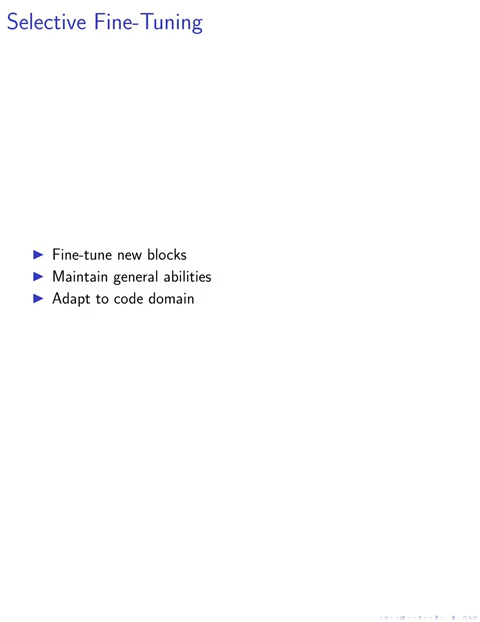 Selective Fine-Tuning
Fine-tune new blocks
Maintain general abilities
Adapt to code domain